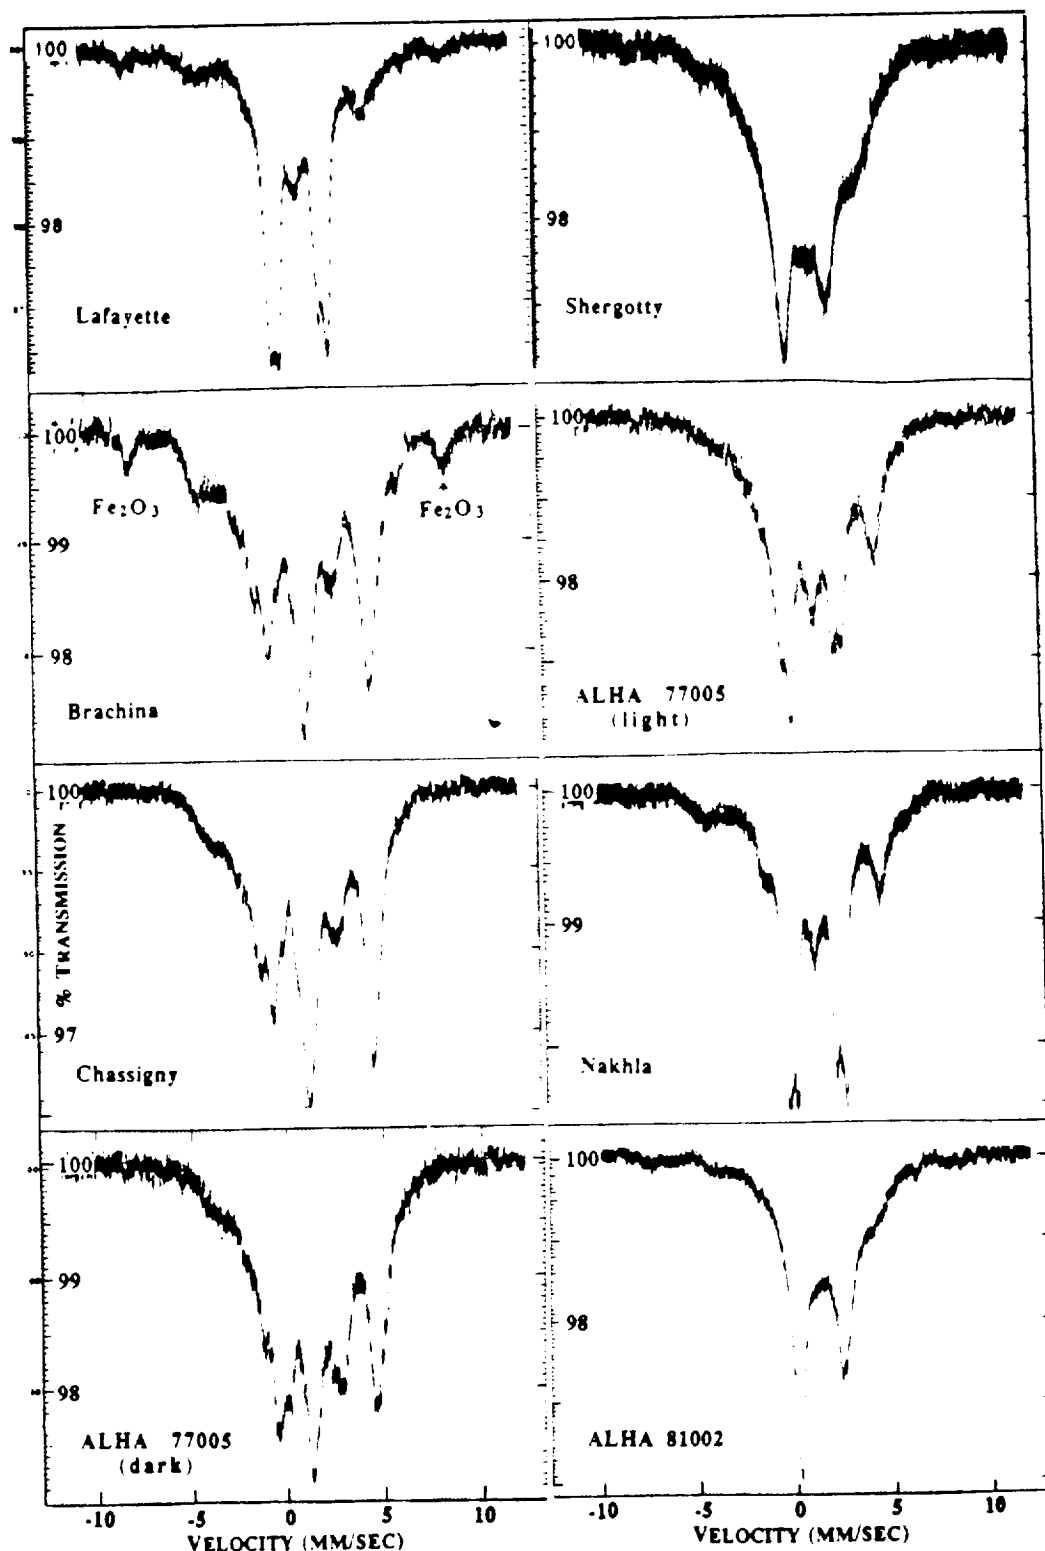 100
98
Lafayette
100
98
Shergotty
100
Fe₂O₃
Fe₂O₃
99
98
Brachina
100
98
ALHA 77005
(light)
100
% TRANSMISSION
97
Chassigny
100
99
Nakhla
100
99
98
ALHA 77005
(dark)
-10 -5 0 5 10
VELOCITY (MM/SEC)
100
98
ALHA 81002
-10 -5 0 5 10
VELOCITY (MM/SEC)